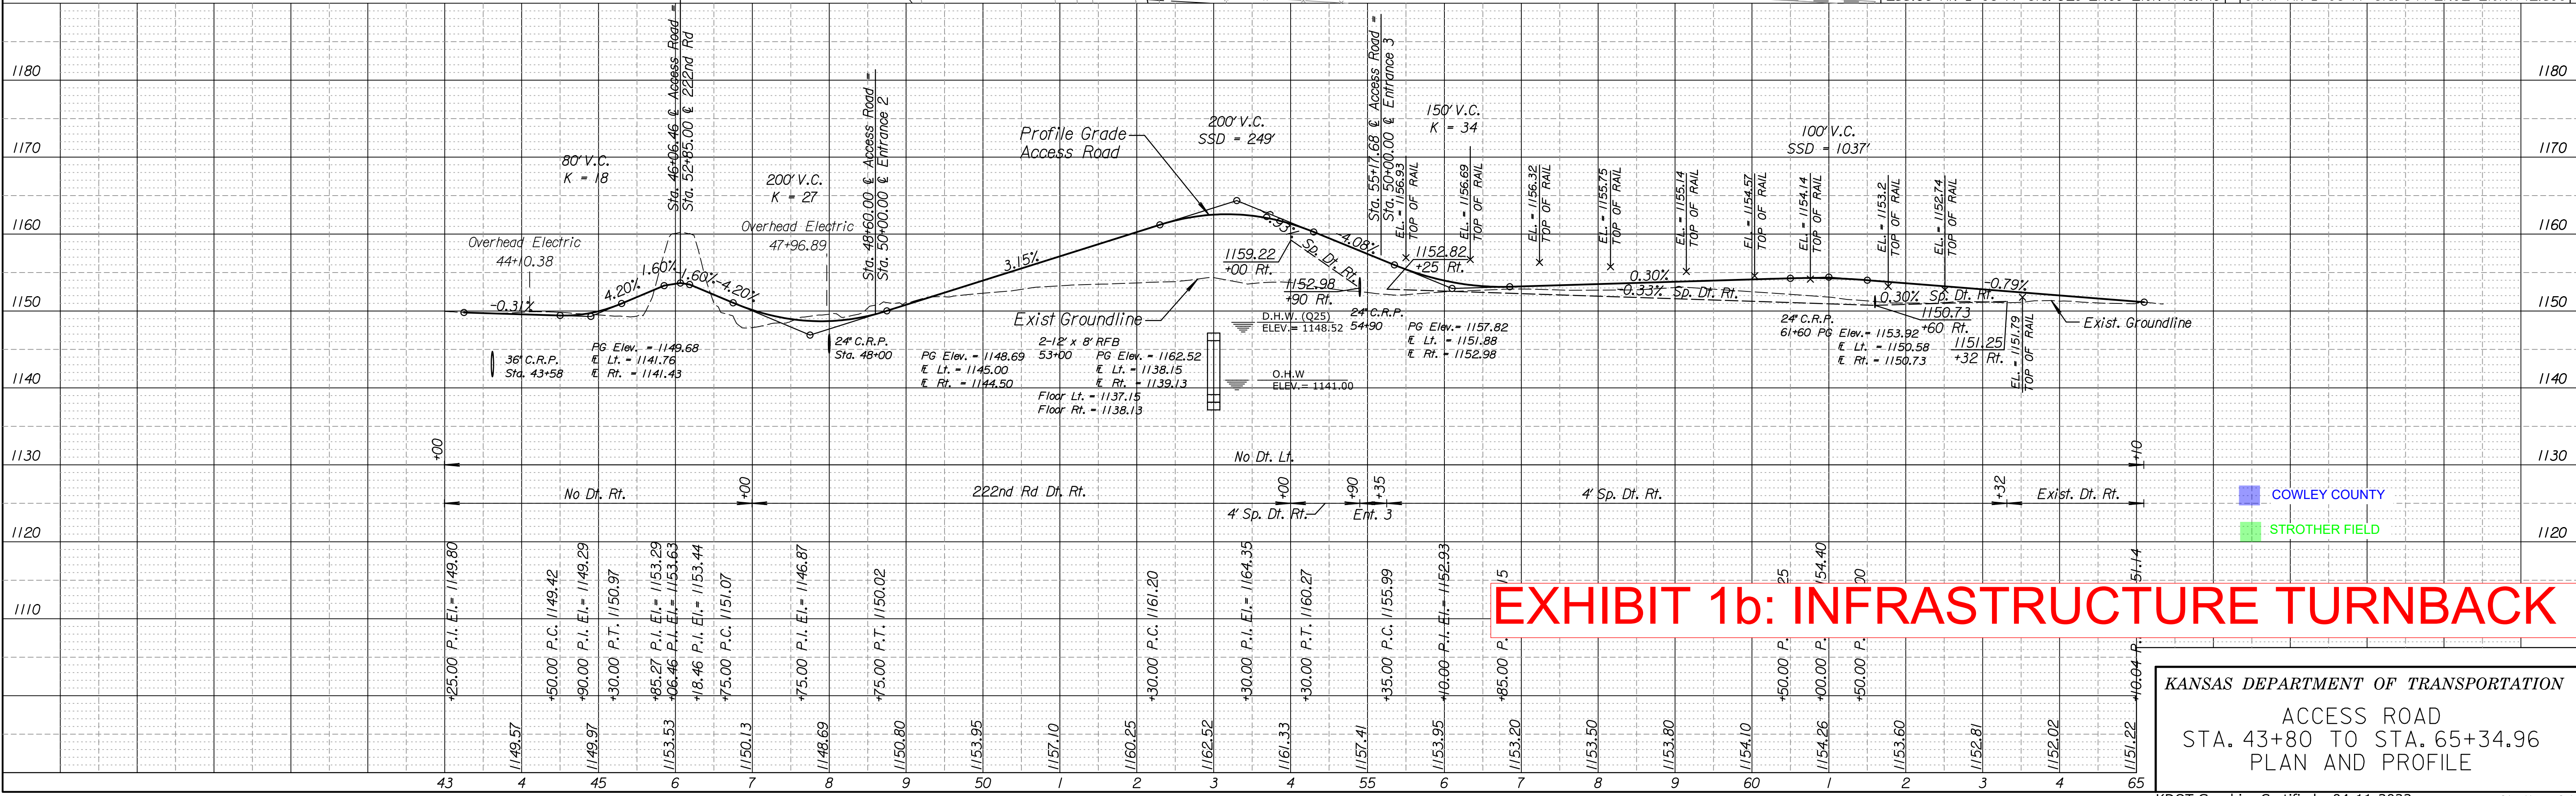 1180
1170
1160
1150
1140
1130
1120
1110
Sta. 46+06.46 ℄ Access Road =
Sta. 52+85.00 ℄ 222nd Rd
80' V.C.
K = 18
Overhead Electric
44+10.38
-0.31%
4.20%
1.60%
-1.60%
-4.20%
200' V.C.
K = 27
Overhead Electric
47+96.89
Sta. 48+60.00 ℄ Access Road =
Sta. 50+00.00 ℄ Entrance 2
36" C.R.P.
Sta. 43+58
PG Elev. = 1149.68
℄ Lt. = 1141.76
℄ Rt. = 1141.43
24" C.R.P.
Sta. 48+00
PG Elev. = 1148.69
℄ Lt. = 1145.00
℄ Rt. = 1144.50
3.15%
Profile Grade
Access Road
200' V.C.
SSD = 249'
Exist Groundline
2-12' x 8' RFB
53+00
PG Elev. = 1162.52
℄ Lt. = 1138.15
℄ Rt. = 1139.13
Floor Lt. = 1137.15
Floor Rt. = 1138.13
D.H.W. (Q25)
ELEV.= 1148.52
O.H.W
ELEV.= 1141.00
Sp. Dt. Rt.
-4.08%
1159.22
+00 Rt.
1152.98
+90 Rt.
1152.82
+25 Rt.
24" C.R.P.
54+90
PG Elev.= 1157.82
℄ Lt. = 1151.88
℄ Rt. = 1152.98
Sta. 55+17.68 ℄ Access Road =
Sta. 50+00.00 ℄ Entrance 3
150' V.C.
K = 34
EL. = 1156.93
TOP OF RAIL
EL. = 1156.69
TOP OF RAIL
EL. = 1156.32
TOP OF RAIL
EL. = 1155.75
TOP OF RAIL
EL. = 1155.14
TOP OF RAIL
EL. = 1154.57
TOP OF RAIL
EL. = 1154.14
TOP OF RAIL
EL. = 1153.2
TOP OF RAIL
EL. = 1152.74
TOP OF RAIL
EL. = 1151.79
TOP OF RAIL
100' V.C.
SSD = 1037'
0.30%
-0.33% Sp. Dt. Rt.
0.30% Sp. Dt. Rt.
-0.79%
1150.73
+60 Rt.
1151.25
+32 Rt.
Exist. Groundline
24" C.R.P.
61+60 PG Elev.= 1153.92
℄ Lt. = 1150.58
℄ Rt. = 1150.73
1180
1170
1160
1150
1140
1130
1120
+00
No Dt. Lt.
+10
No Dt. Rt.
+00
222nd Rd Dt. Rt.
+00
4' Sp. Dt. Rt.
+90
Ent. 3
+35
4' Sp. Dt. Rt.
+32
Exist. Dt. Rt.
COWLEY COUNTY
STROTHER FIELD
+25.00 P.I. El.= 1149.80
+50.00 P.C. 1149.42
+90.00 P.I. El.= 1149.29
+30.00 P.T. 1150.97
+85.27 P.I. El.= 1153.29
+06.46 P.I. El.= 1153.63
+18.46 P.I. El.= 1153.44
+75.00 P.C. 1151.07
+75.00 P.I. El.= 1146.87
+75.00 P.T. 1150.02
+30.00 P.C. 1161.20
+30.00 P.I. El.= 1164.35
+30.00 P.T. 1160.27
+35.00 P.C. 1155.99
+10.00 P.I. El.= 1152.93
+85.00 P.
+50.00 P.
+00.00 P.
+50.00 P.
+10.04 P.
EXHIBIT 1b: INFRASTRUCTURE TURNBACK
1149.57
1149.97
1153.53
1150.13
1148.69
1150.80
1153.95
1157.10
1160.25
1162.52
1161.33
1157.41
1153.95
1153.20
1153.50
1153.80
1154.10
1154.26
1153.60
1152.81
1152.02
1151.22
43 4 45 6 7 8 9 50 1 2 3 4 55 6 7 8 9 60 1 2 3 4 65
KANSAS DEPARTMENT OF TRANSPORTATION
ACCESS ROAD
STA. 43+80 TO STA. 65+34.96
PLAN AND PROFILE